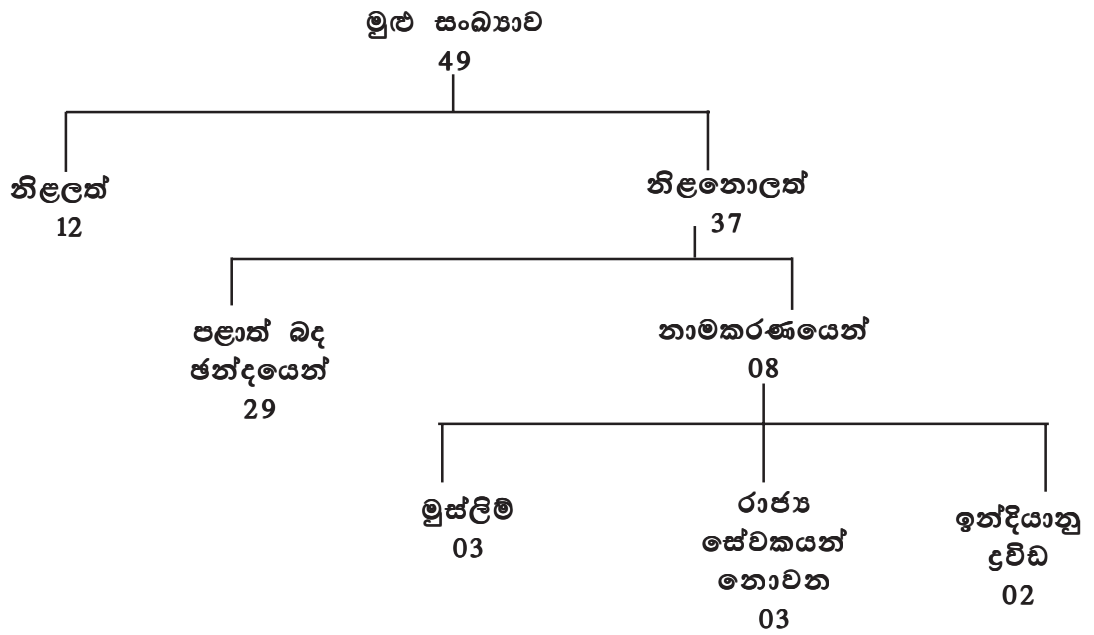 මුළු සංඛ්‍යාව
49
නිළලත්
12
නිළනොලත්
37
පළාත් බද
ඡන්දයෙන්
29
නාමකරණයෙන්
08
මුස්ලිම්
03
රාජ්‍ය
සේවකයන්
නොවන
03
ඉන්දියානු
ද්‍රවිඩ
02